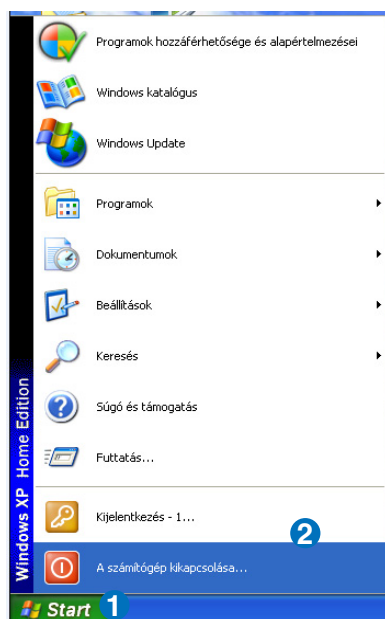 Programok hozzáférhetősége és alapértelmezései
Windows katalógus
Windows Update
Programok
Dokumentumok
Beállítások
Keresés
Súgó és támogatás
Futtatás...
Kijelentkezés - 1...
2
A számítógép kikapcsolása...
Windows XP Home Edition
Start 1